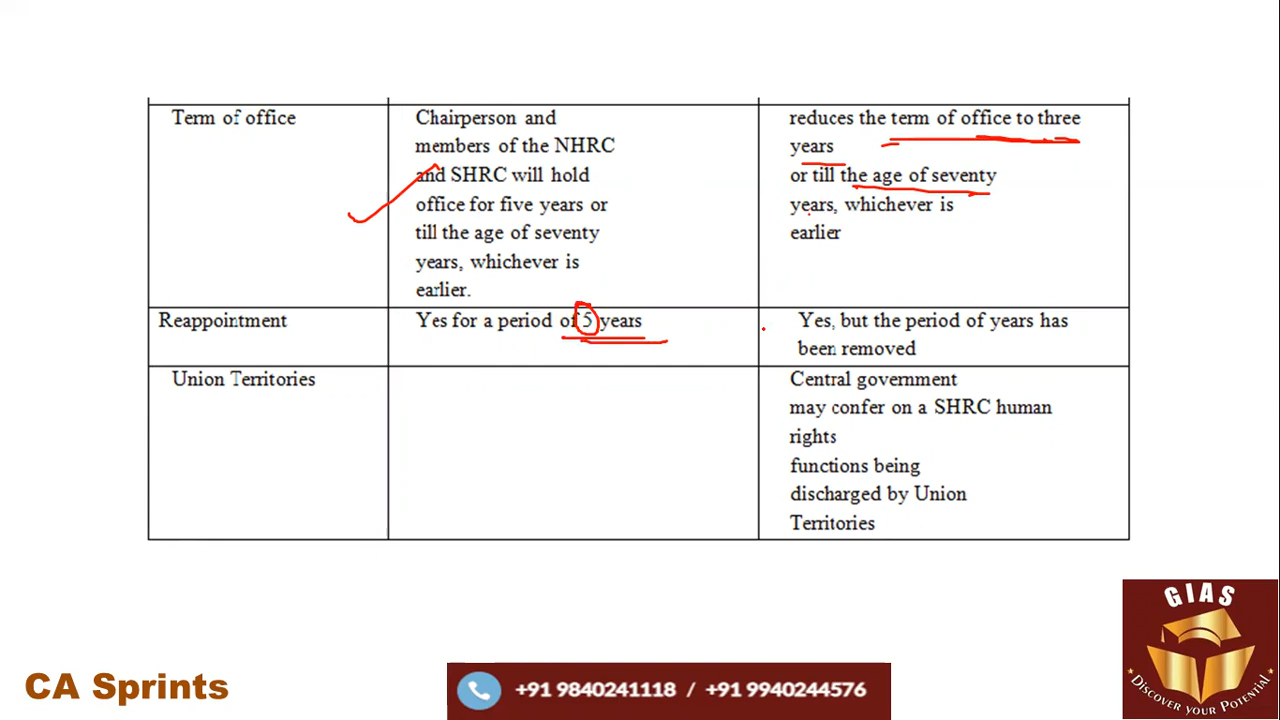 Term of office
Chairperson and
members of the NHRC
and SHRC will hold
office for five years or
till the age of seventy
years, whichever is
earlier.
reduces the term of office to three
years
or till the age of seventy
years, whichever is
earlier
Reappointment
Yes for a period of 5 years
Yes, but the period of years has
been removed
Union Territories
Central government
may confer on a SHRC human
rights
functions being
discharged by Union
Territories
GIAS
DISCOVER YOUR POTENTIAL
CA Sprints
+91 9840241118 / +91 9940244576